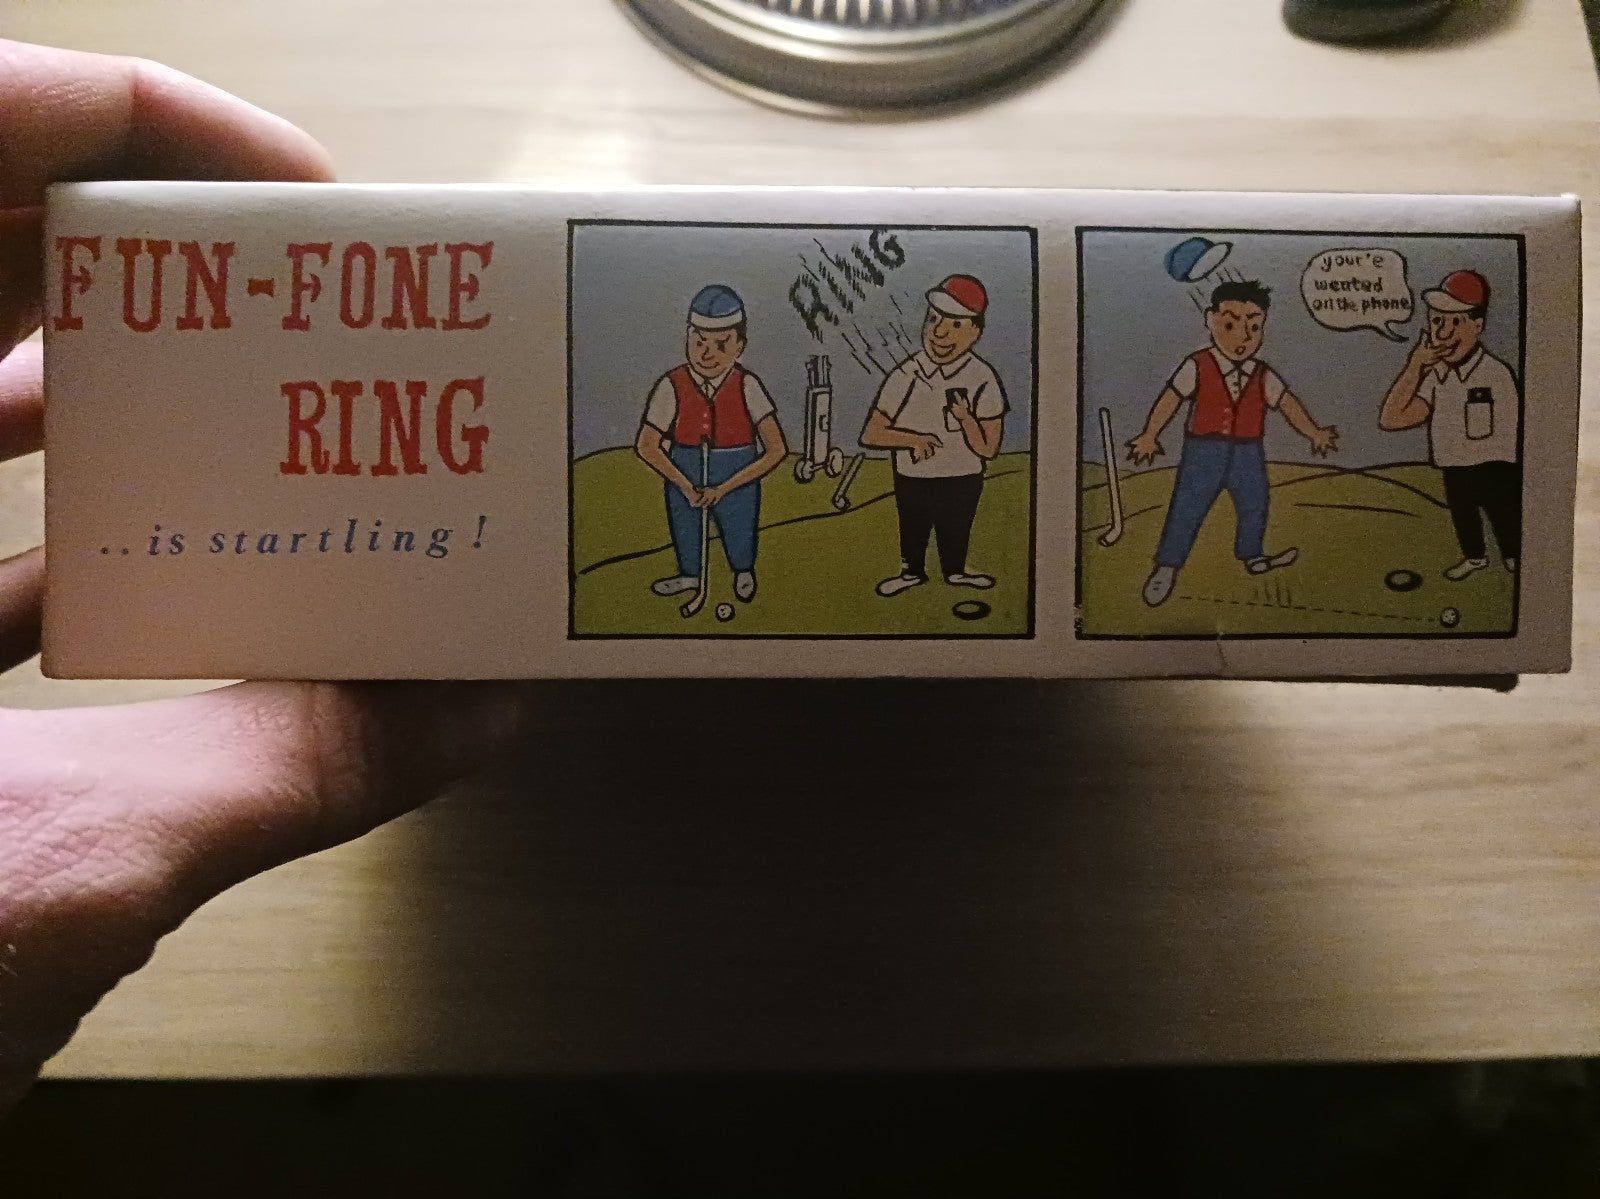 FUN-FONE
RING
.. is startling !
RING
your'e
wented
on the phone